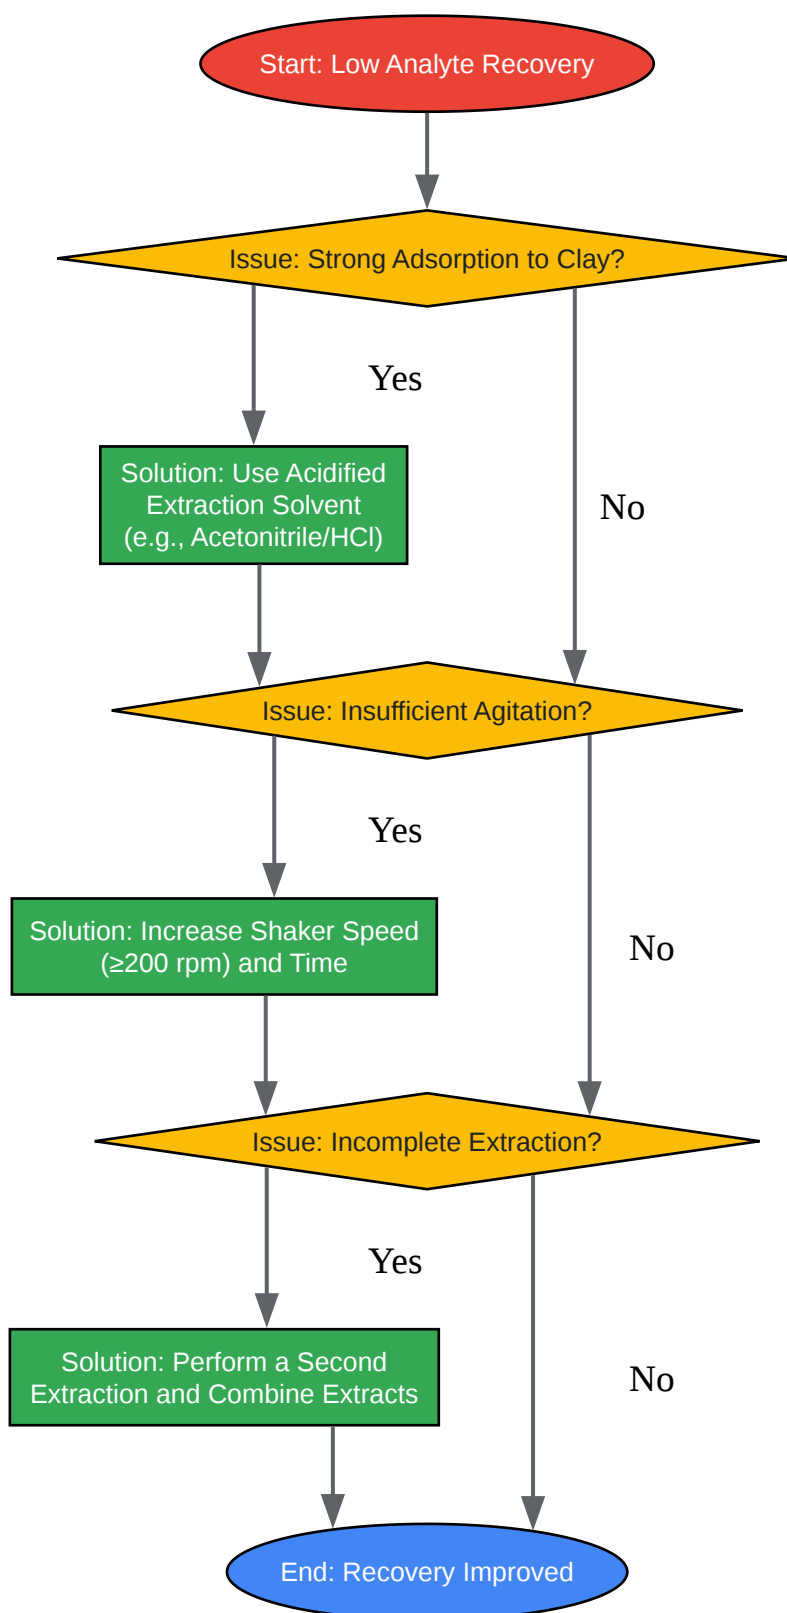 Start: Low Analyte Recovery
Issue: Strong Adsorption to Clay?
Yes
Solution: Use Acidified
Extraction Solvent
(e.g., Acetonitrile/HCl)
No
Issue: Insufficient Agitation?
Yes
Solution: Increase Shaker Speed
(≥200 rpm) and Time
No
Issue: Incomplete Extraction?
Yes
Solution: Perform a Second
Extraction and Combine Extracts
No
End: Recovery Improved